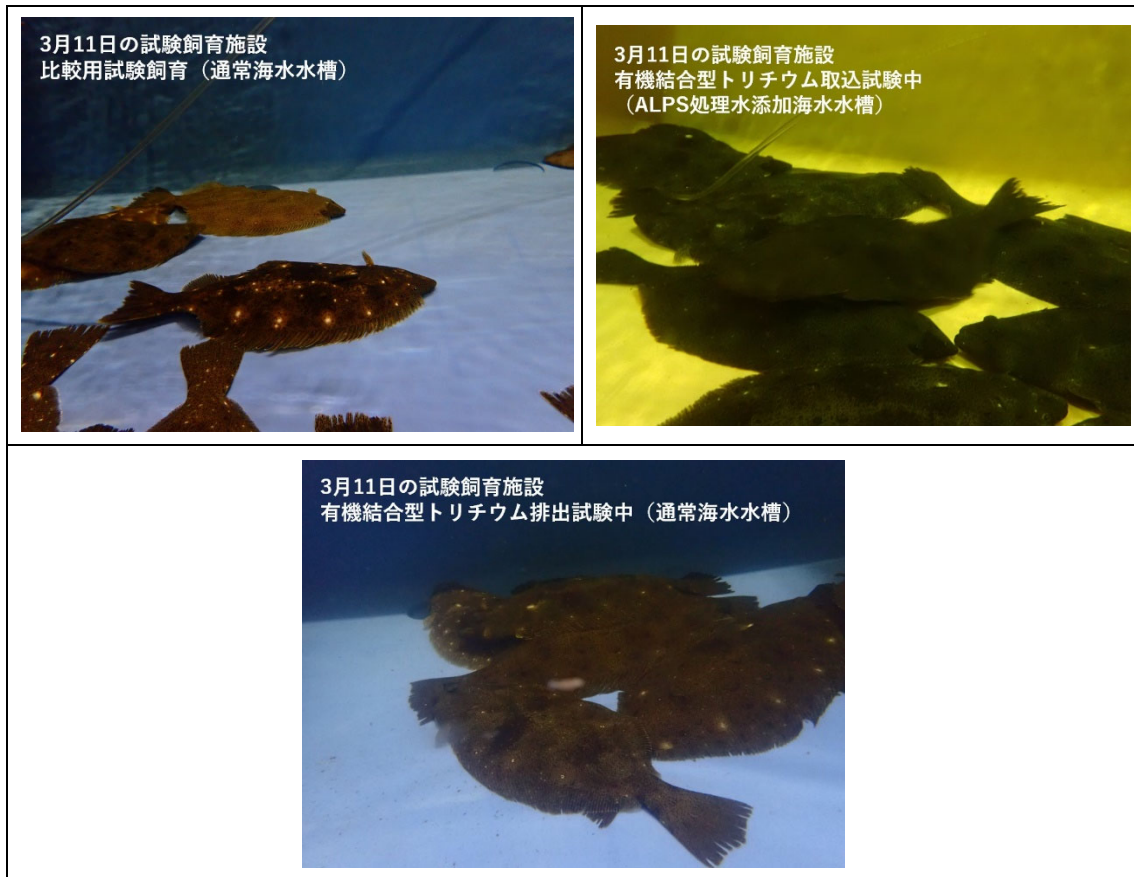 3月11日の試験飼育施設
比較用試験飼育（通常海水水槽）
3月11日の試験飼育施設
有機結合型トリチウム取込試験中
（ALPS処理水添加海水水槽）
3月11日の試験飼育施設
有機結合型トリチウム排出試験中（通常海水水槽）